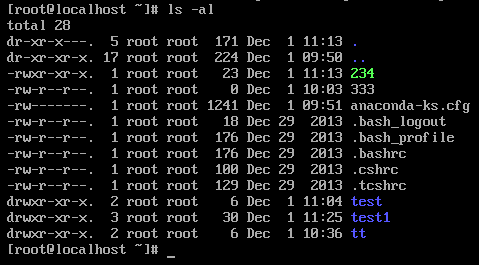 [root@localhost ~]# ls -al
total 28
dr-xr-x---.  5 root root  171 Dec  1 11:13 .
dr-xr-xr-x. 17 root root  224 Dec  1 09:50 ..
-rwxr-xr-x.  1 root root   23 Dec  1 11:13 234
-rw-r--r--.  1 root root    0 Dec  1 10:03 333
-rw-------.  1 root root 1241 Dec  1 09:51 anaconda-ks.cfg
-rw-r--r--.  1 root root   18 Dec 29  2013 .bash_logout
-rw-r--r--.  1 root root  176 Dec 29  2013 .bash_profile
-rw-r--r--.  1 root root  176 Dec 29  2013 .bashrc
-rw-r--r--.  1 root root  100 Dec 29  2013 .cshrc
-rw-r--r--.  1 root root  129 Dec 29  2013 .tcshrc
drwxr-xr-x.  2 root root    6 Dec  1 11:04 test
drwxr-xr-x.  3 root root   30 Dec  1 11:25 test1
drwxr-xr-x.  2 root root    6 Dec  1 10:36 tt
[root@localhost ~]# _